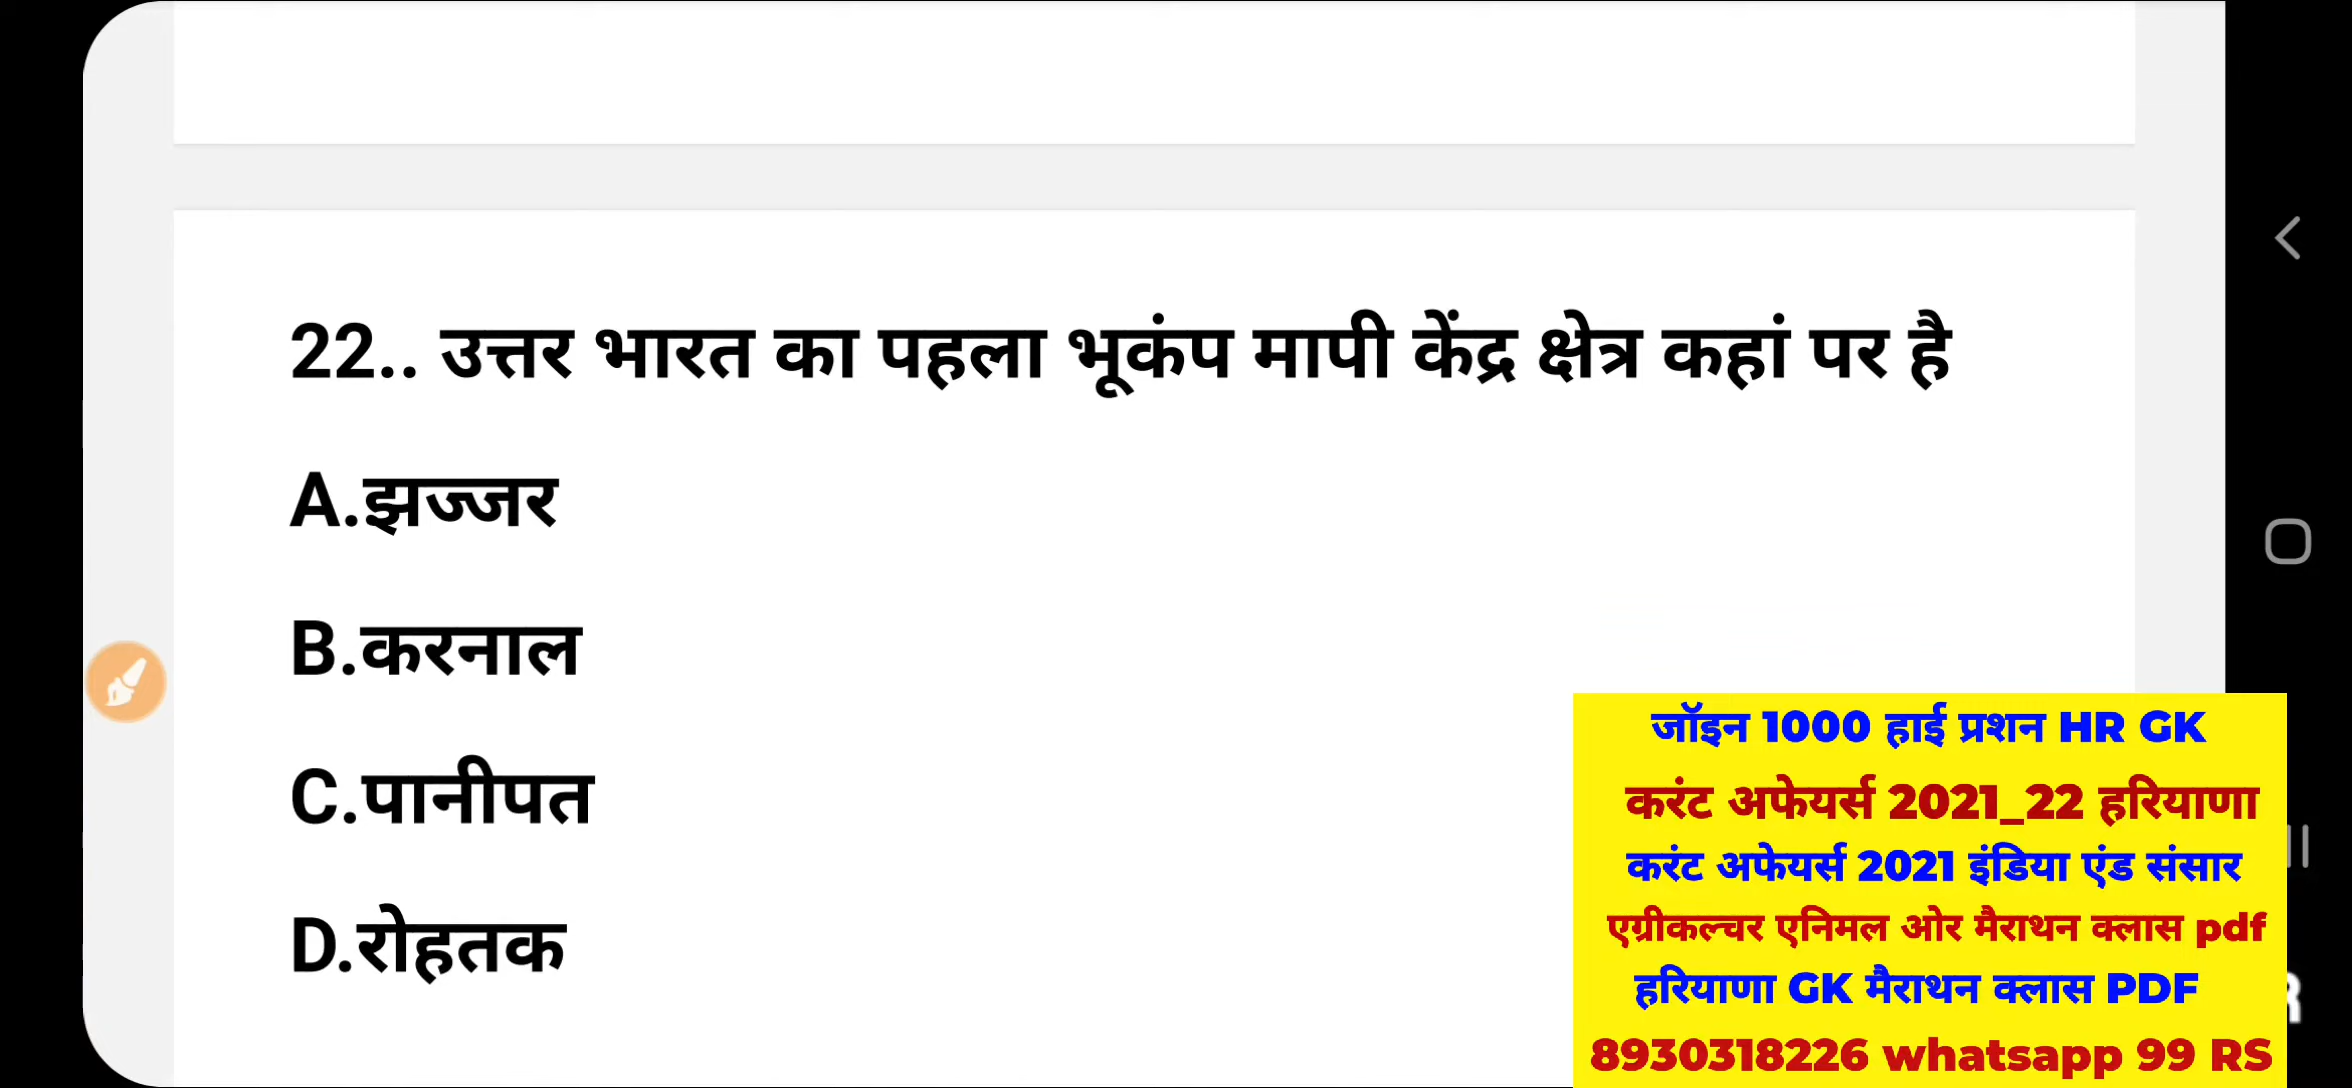 22.. उत्तर भारत का पहला भूकंप मापी केंद्र क्षेत्र कहां पर है
A.झज्जर
B.करनाल
C.पानीपत
D.रोहतक
जॉइन 1000 हाई प्रशन HR GK
करंट अफेयर्स 2021_22 हरियाणा
करंट अफेयर्स 2021 इंडिया एंड संसार
एग्रीकल्चर एनिमल ओर मैराथन क्लास pdf
हरियाणा GK मैराथन क्लास PDF
8930318226 whatsapp 99 RS